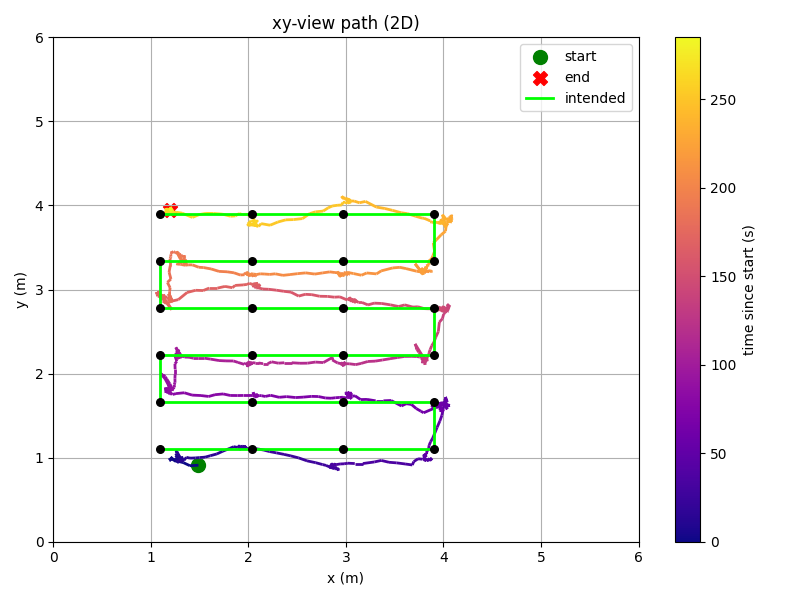 xy-view path (2D)
start
end
intended
6
5
4
3
2
1
0
y (m)
0 1 2 3 4 5 6
x (m)
250
200
150
100
50
0
time since start (s)